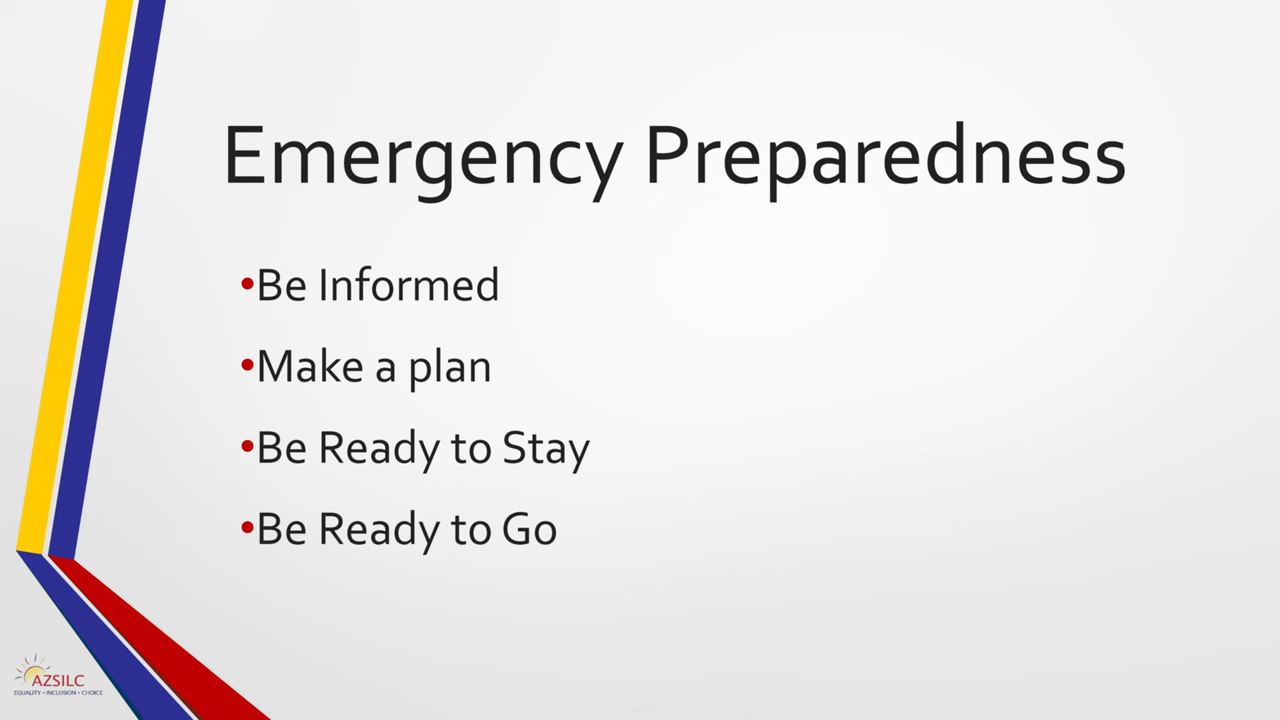 Emergency Preparedness
•Be Informed
•Make a plan
•Be Ready to Stay
•Be Ready to Go
AZSILC
EQUALITY • INCLUSION • CHOICE